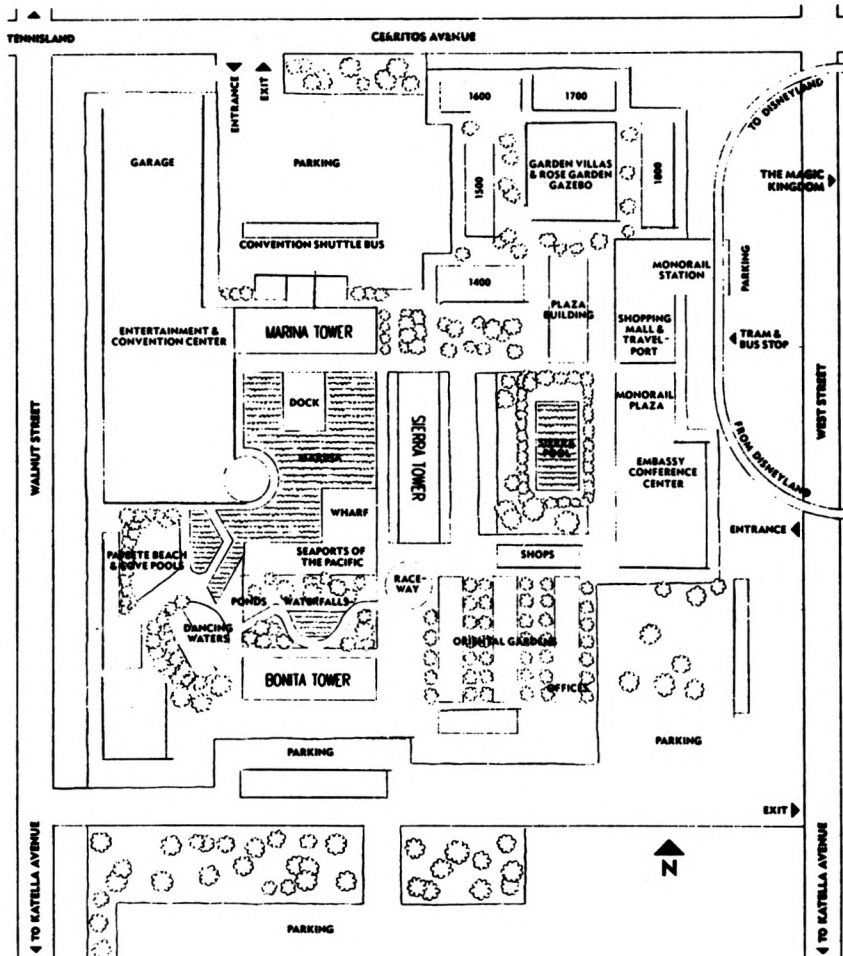 TENNISLAND
CERRITOS AVENUE
ENTRANCE
EXIT
1600
1700
TO DISNEYLAND
GARAGE
PARKING
1500
GARDEN VILLAS
& ROSE GARDEN
GAZEBO
1800
THE MAGIC
KINGDOM
CONVENTION SHUTTLE BUS
MONORAIL
STATION
PARKING
1400
PLAZA
BUILDING
ENTERTAINMENT &
CONVENTION CENTER
MARINA TOWER
SHOPPING
MALL &
TRAVEL-
PORT
TRAM &
BUS STOP
WALNUT STREET
WEST STREET
DOCK
SIERRA TOWER
MONORAIL
PLAZA
MARINA
SIERRA
POOL
EMBASSY
CONFERENCE
CENTER
FROM DISNEYLAND
WHARF
ENTRANCE
PAPEETE BEACH
& COVE POOLS
SEAPORTS OF
THE PACIFIC
SHOPS
RACE-
WAY
PONDS
WATERFALLS
DANCING
WATERS
ORIENTAL GARDENS
BONITA TOWER
OFFICES
PARKING
PARKING
EXIT
N
TO KATELLA AVENUE
PARKING
TO KATELLA AVENUE